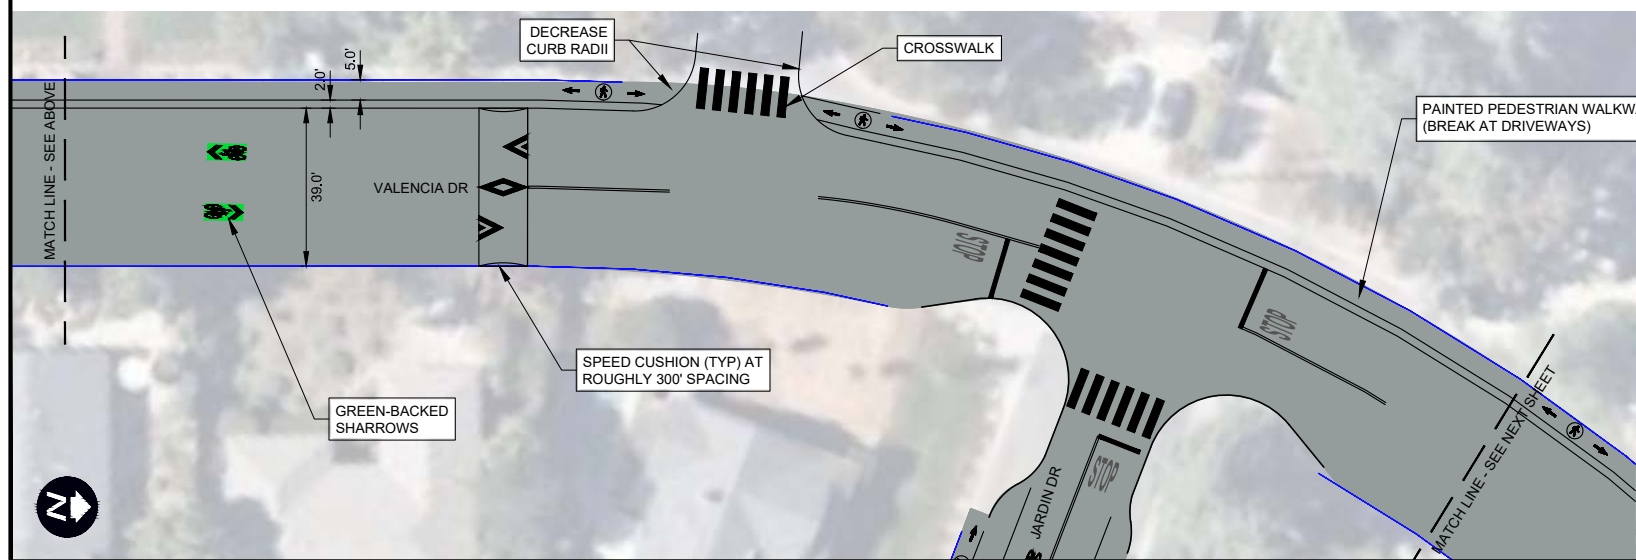 DECREASE
CURB RADII
CROSSWALK
PAINTED PEDESTRIAN
(BREAK AT DRIVEWAYS)
MATCH LINE - SEE ABOVE
2.0'
5.0'
39.0'
VALENCIA DR
STOP
STOP
SPEED CUSHION (TYP) AT
ROUGHLY 300' SPACING
GREEN-BACKED
SHARROWS
STOP
JARDIN DR
MATCH LINE - SEE NEXT SHEET
N